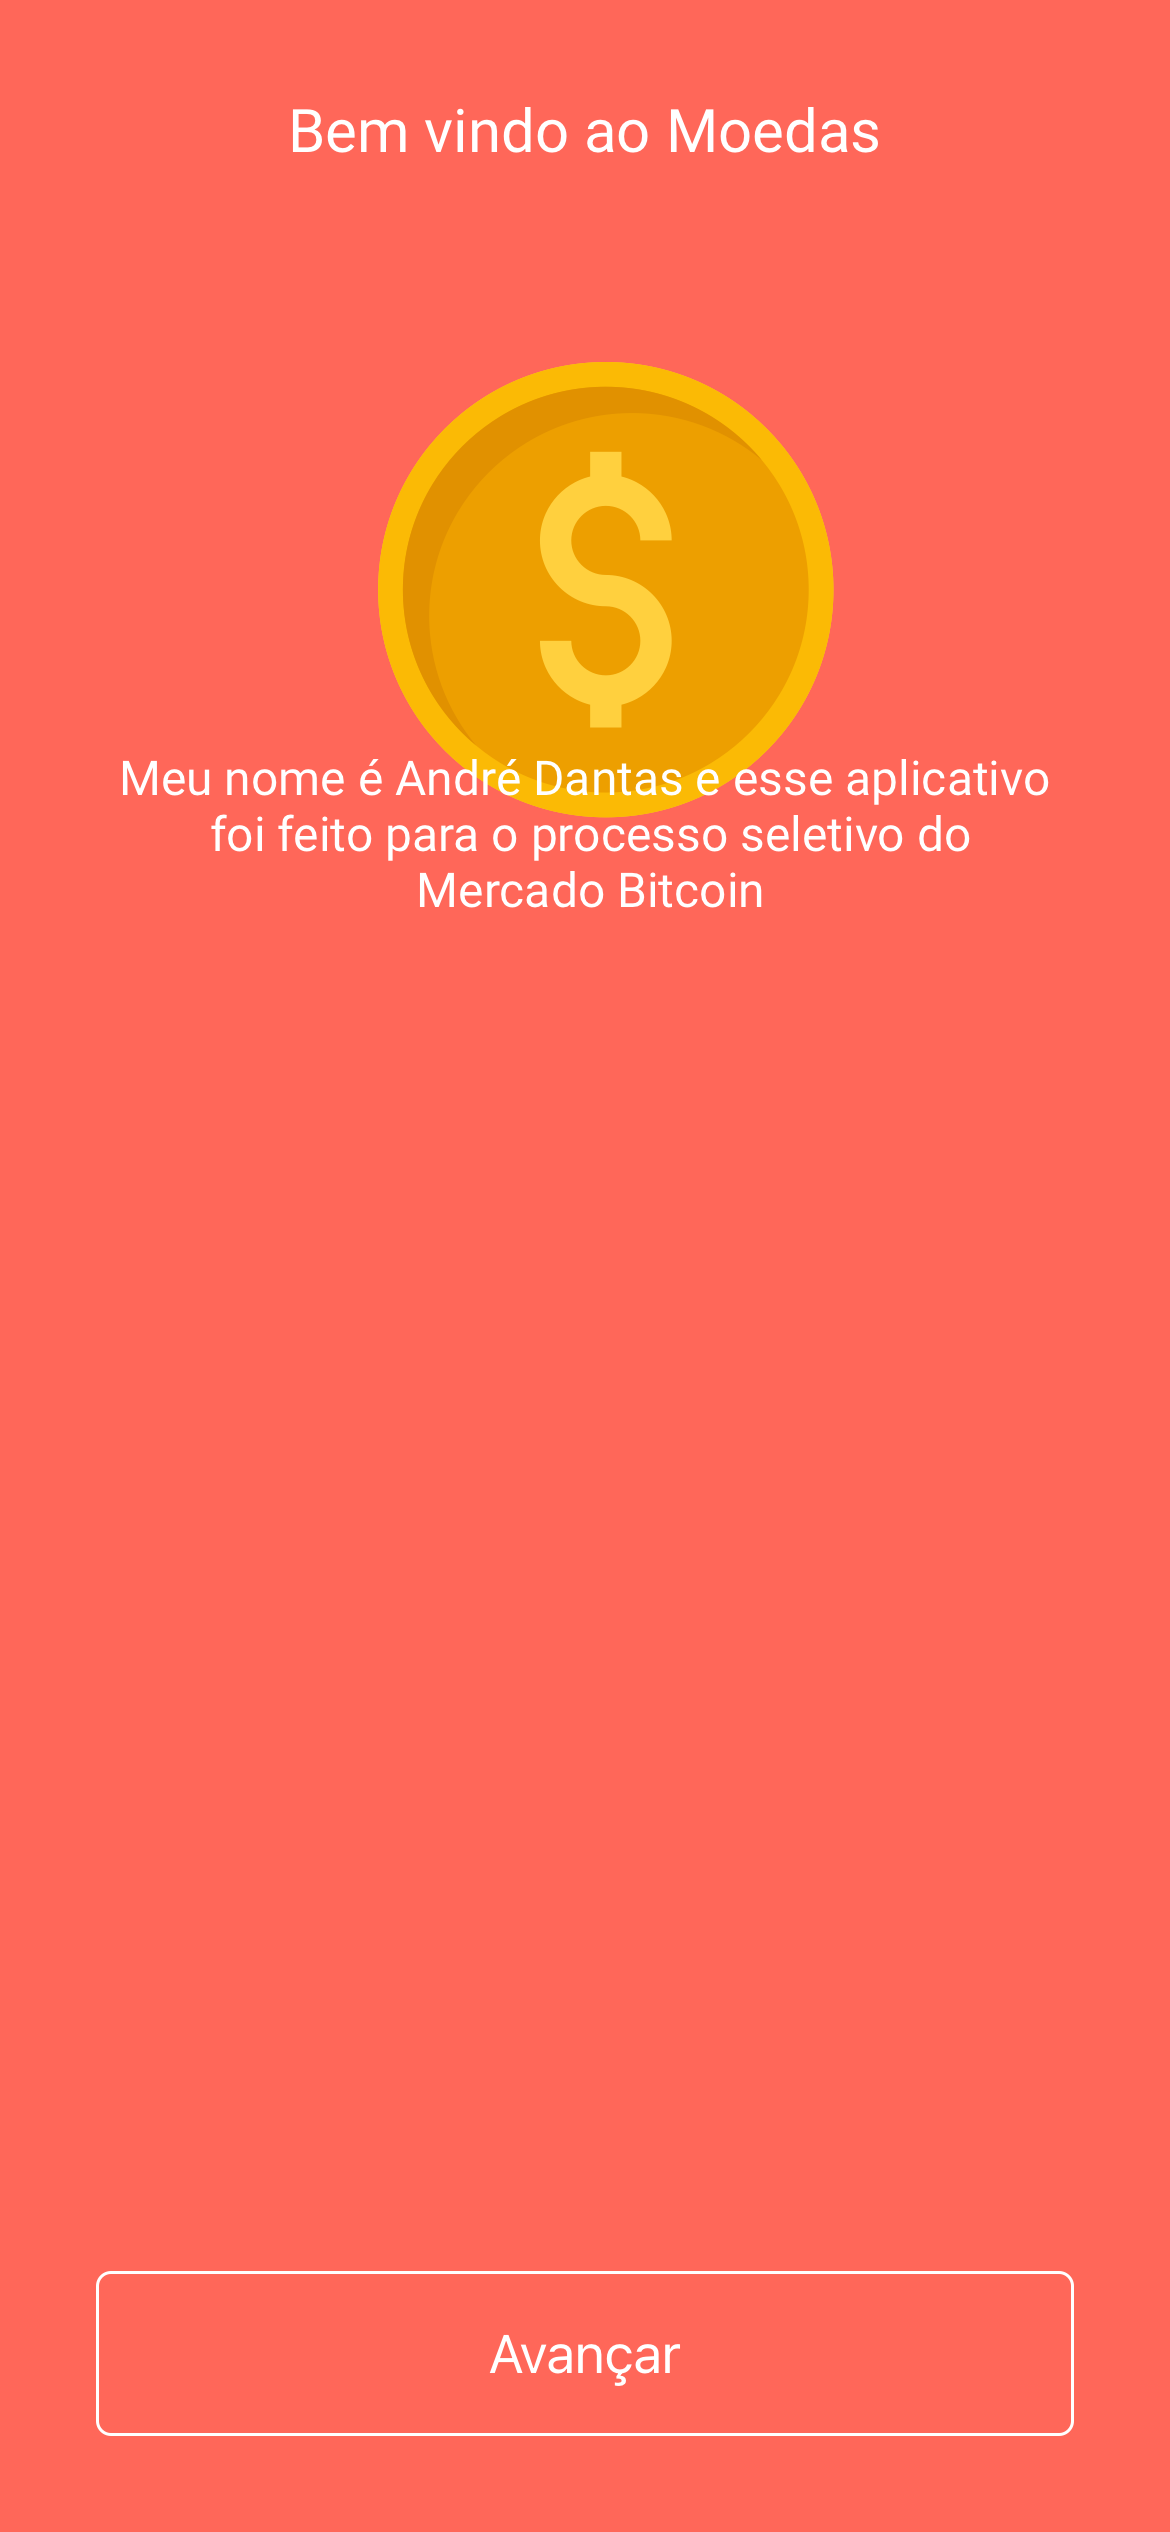 Bem vindo ao Moedas
$
Meu nome é André Dantas e esse aplicativo
foi feito para o processo seletivo do
Mercado Bitcoin
Avançar